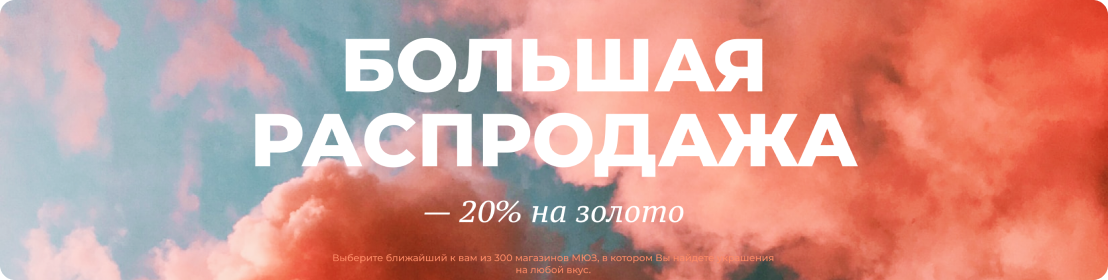 БОЛЬШАЯ
РАСПРОДАЖА
— 20% на золото
Выберите ближайший к вам из 300 магазинов МЮЗ, в котором Вы найдете украшения
на любой вкус.